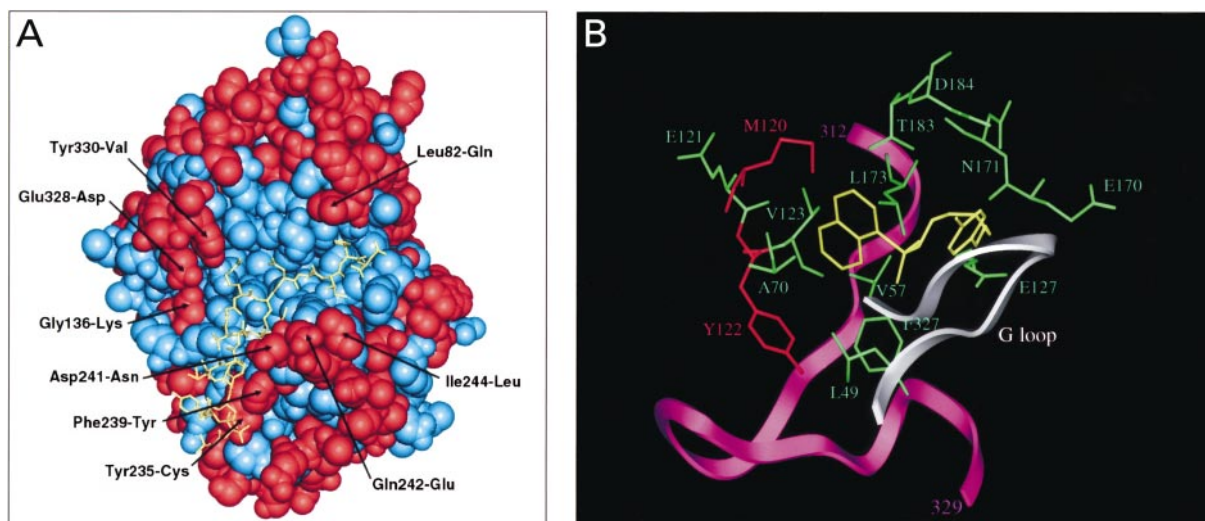 A
Tyr330-Val
Leu82-Gln
Glu328-Asp
Gly136-Lys
Asp241-Asn
Ile244-Leu
Phe239-Tyr
Tyr235-Cys
Gln242-Glu
B
D184
312
T183
M120
E121
N171
L173
E170
V123
A70
V57
E127
Y122
F327
G loop
L49
329